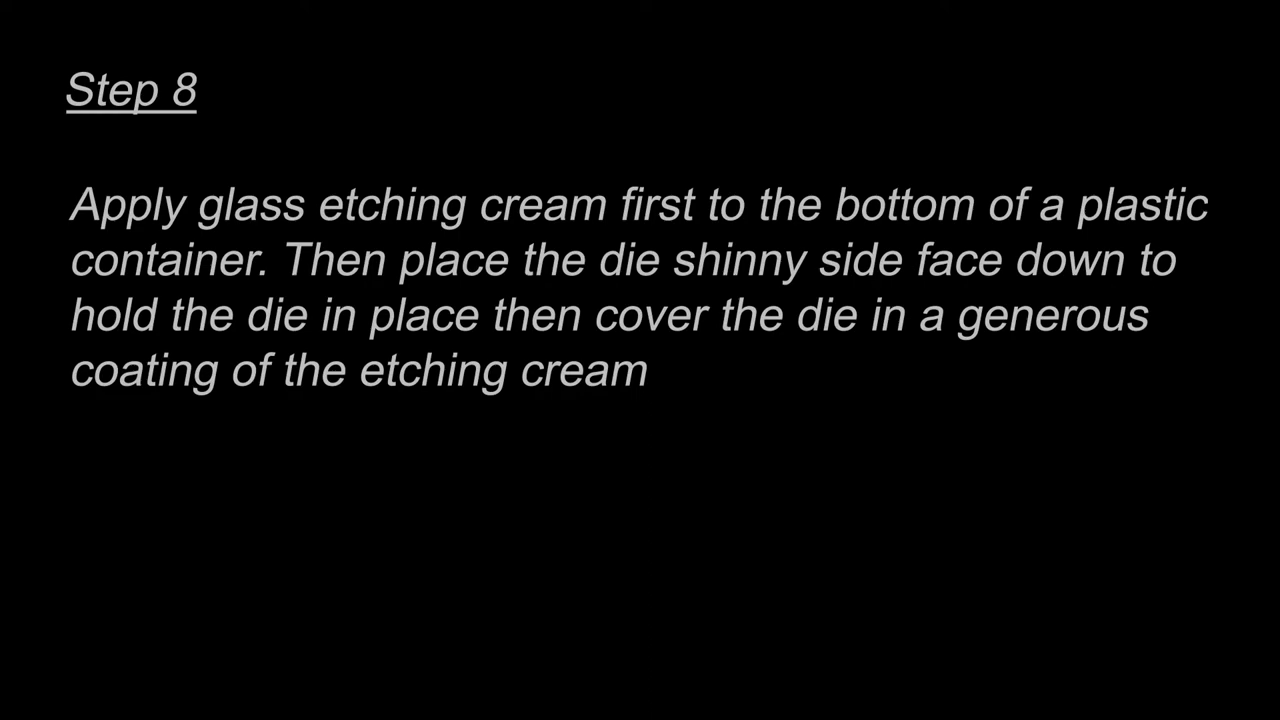 Step 8
Apply glass etching cream first to the bottom of a plastic
container. Then place the die shinny side face down to
hold the die in place then cover the die in a generous
coating of the etching cream